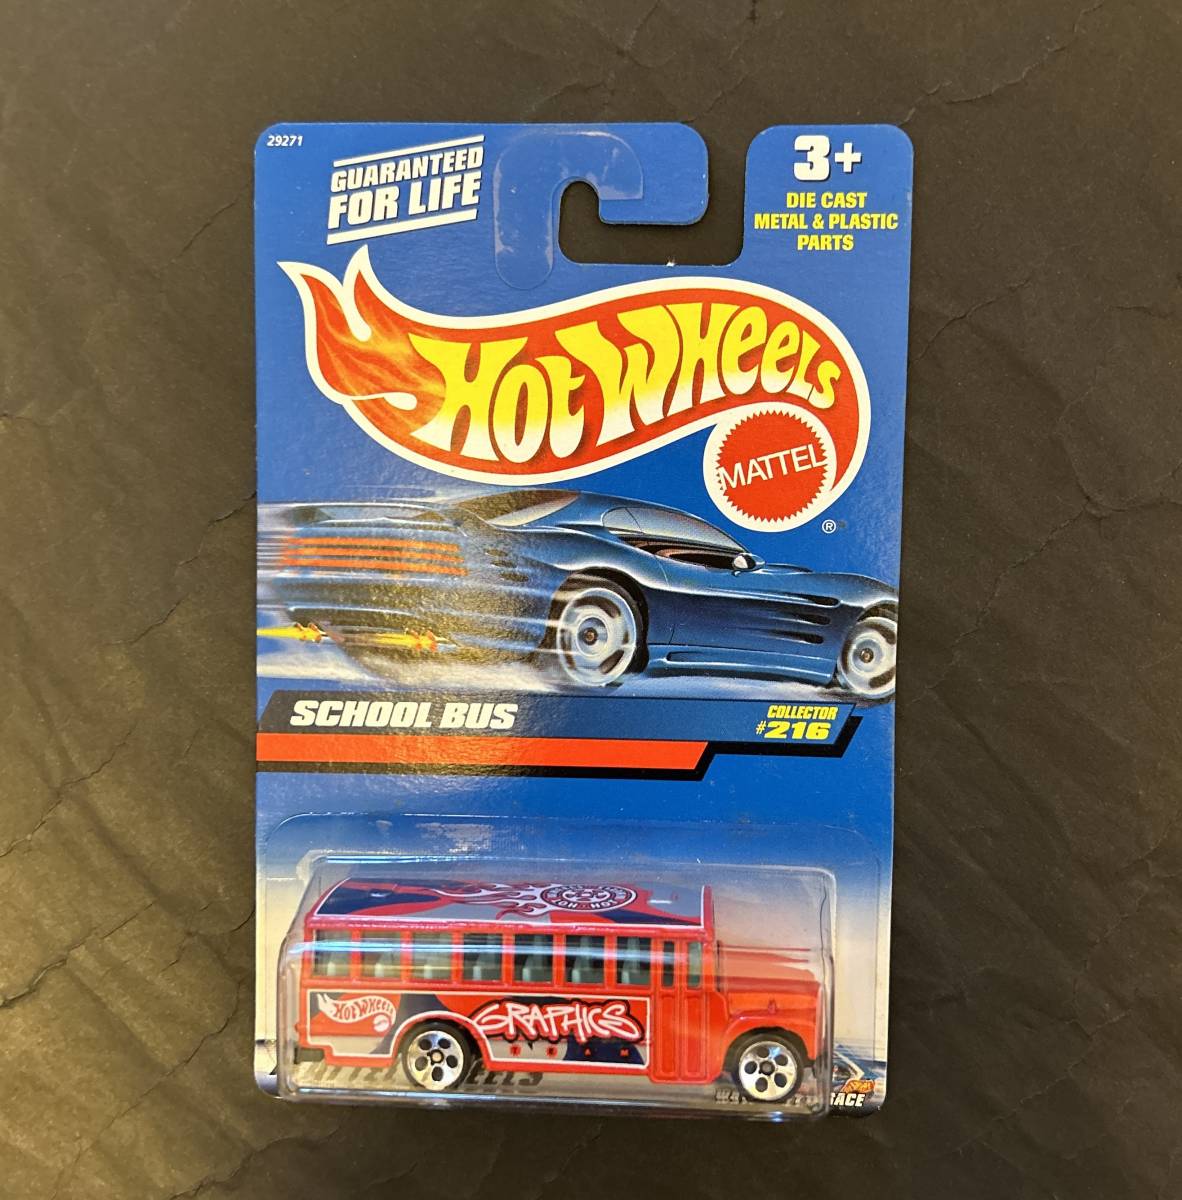 29271
GUARANTEED
FOR LIFE
3+
DIE CAST
METAL & PLASTIC
PARTS
HOT WHEELS
MATTEL
®
SCHOOL BUS
COLLECTOR
#216
HOT WHEELS
GRAPHICS
TEAM
RACE